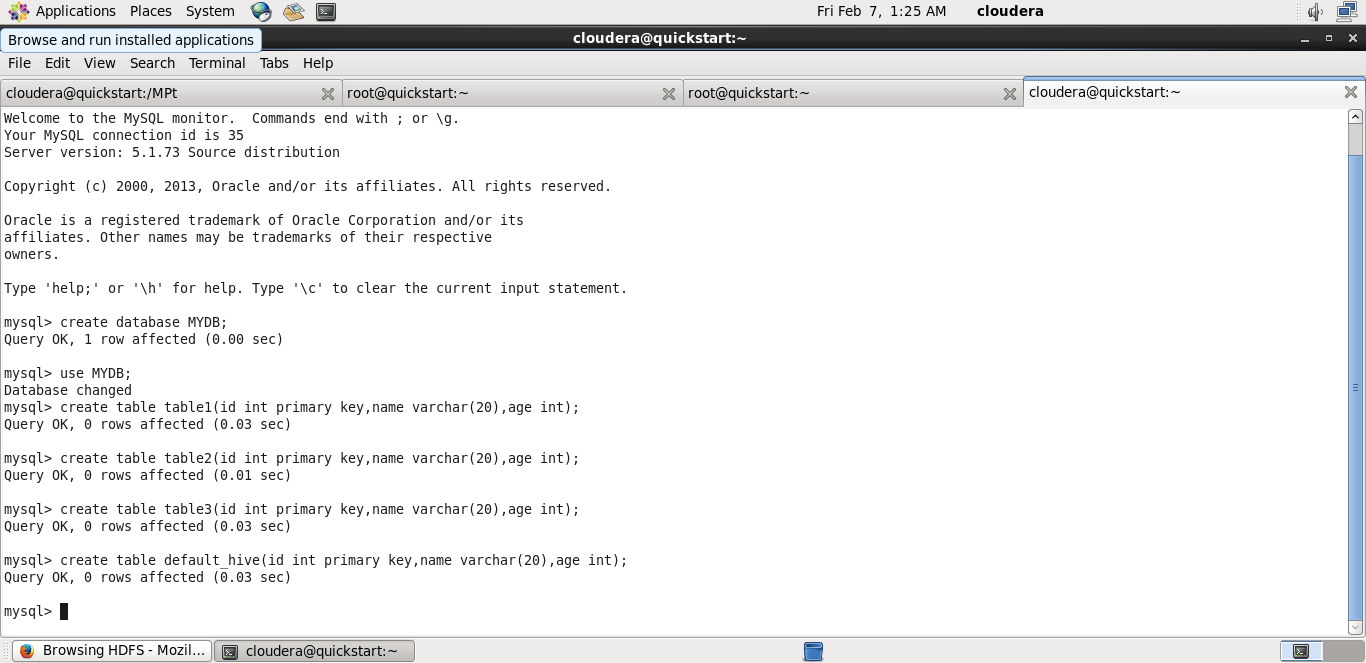 Applications Places System Fri Feb 7, 1:25 AM cloudera
Browse and run installed applications cloudera@quickstart:~
File Edit View Search Terminal Tabs Help
cloudera@quickstart:/MPt root@quickstart:~ root@quickstart:~ cloudera@quickstart:~
Welcome to the MySQL monitor.  Commands end with ; or \g.
Your MySQL connection id is 35
Server version: 5.1.73 Source distribution
Copyright (c) 2000, 2013, Oracle and/or its affiliates. All rights reserved.
Oracle is a registered trademark of Oracle Corporation and/or its
affiliates. Other names may be trademarks of their respective
owners.
Type 'help;' or '\h' for help. Type '\c' to clear the current input statement.
mysql> create database MYDB;
Query OK, 1 row affected (0.00 sec)
mysql> use MYDB;
Database changed
mysql> create table table1(id int primary key,name varchar(20),age int);
Query OK, 0 rows affected (0.03 sec)
mysql> create table table2(id int primary key,name varchar(20),age int);
Query OK, 0 rows affected (0.01 sec)
mysql> create table table3(id int primary key,name varchar(20),age int);
Query OK, 0 rows affected (0.03 sec)
mysql> create table default_hive(id int primary key,name varchar(20),age int);
Query OK, 0 rows affected (0.03 sec)
mysql>
Browsing HDFS - Mozil... cloudera@quickstart:~